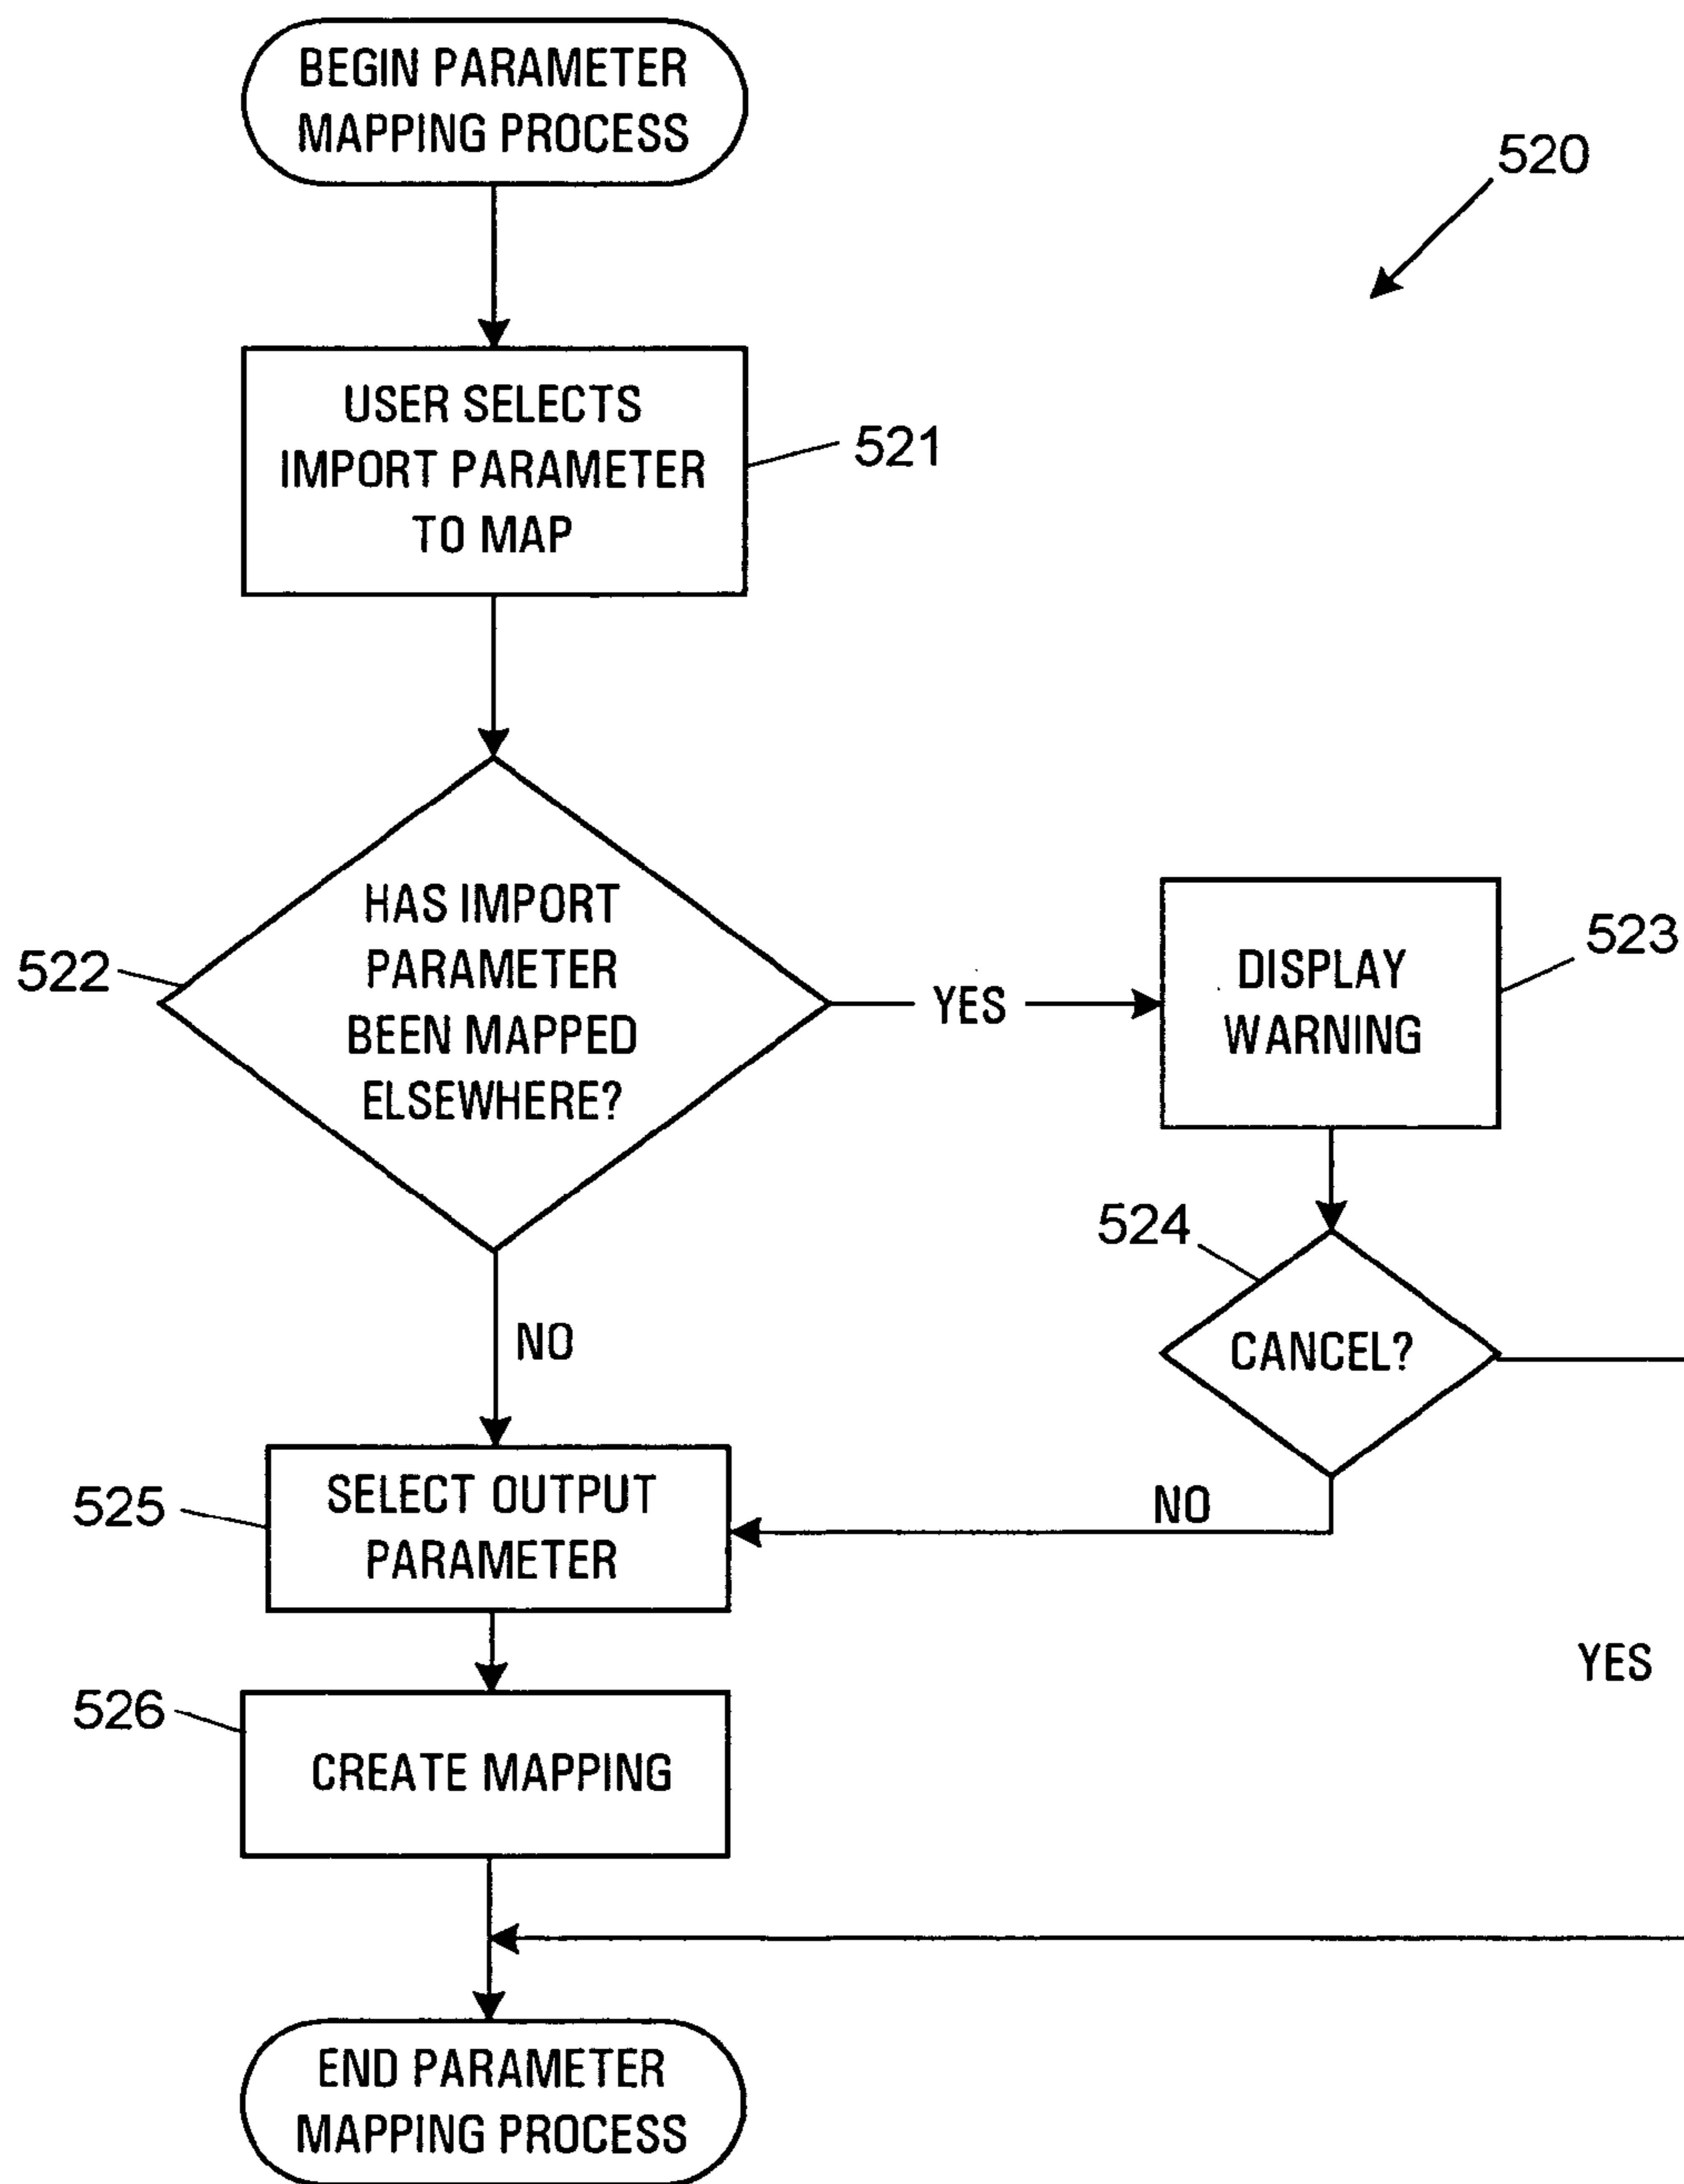 BEGIN PARAMETER
MAPPING PROCESS
520
USER SELECTS
IMPORT PARAMETER
TO MAP
521
HAS IMPORT
PARAMETER
BEEN MAPPED
ELSEWHERE?
522
YES
DISPLAY
WARNING
523
524
CANCEL?
NO
NO
525
SELECT OUTPUT
PARAMETER
YES
526
CREATE MAPPING
END PARAMETER
MAPPING PROCESS